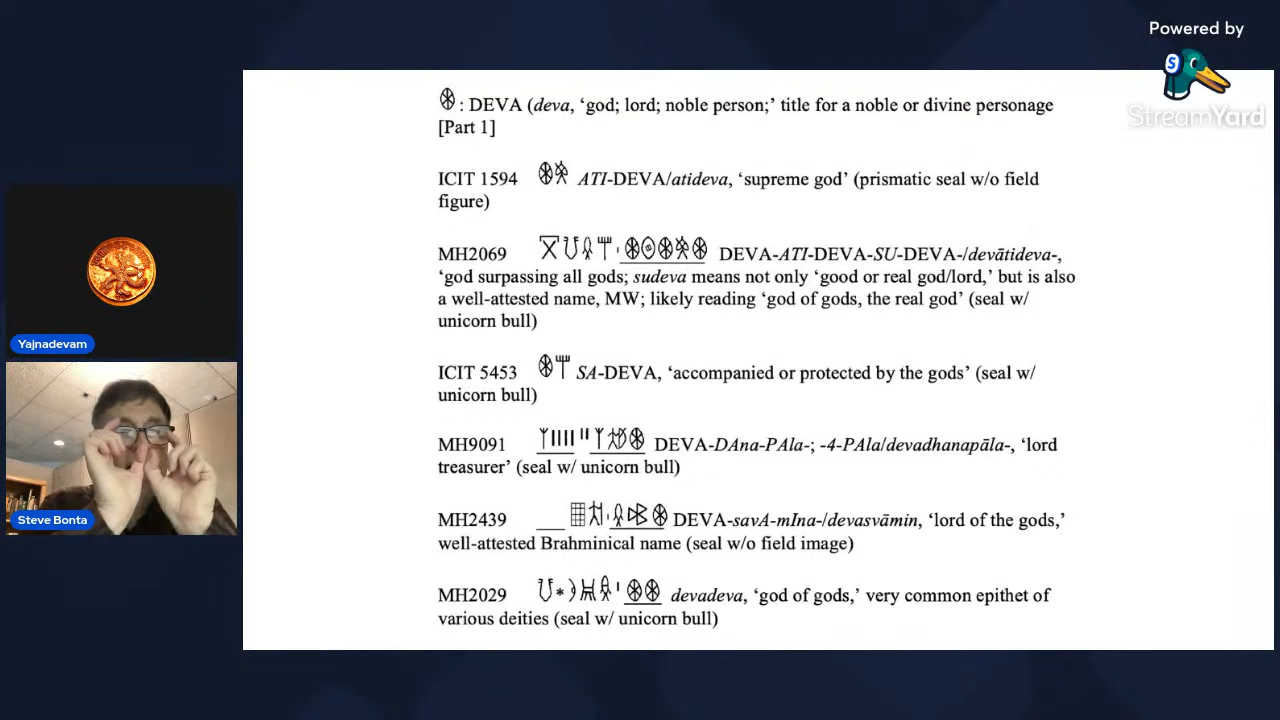 Powered by
StreamYard
: DEVA (deva, ‘god; lord; noble person;’ title for a noble or divine personage
[Part 1]
ICIT 1594 ATI-DEVA/atideva, ‘supreme god’ (prismatic seal w/o field
figure)
MH2069 DEVA-ATI-DEVA-SU-DEVA-/devātideva-,
‘god surpassing all gods; sudeva means not only ‘good or real god/lord,’ but is also
a well-attested name, MW; likely reading ‘god of gods, the real god’ (seal w/
unicorn bull)
ICIT 5453 SA-DEVA, ‘accompanied or protected by the gods’ (seal w/
unicorn bull)
MH9091 DEVA-DAna-PAla-; -4-PAla/devadhanapāla-, ‘lord
treasurer’ (seal w/ unicorn bull)
MH2439 ___ DEVA-savA-mIna-/devasvāmin, ‘lord of the gods,’
well-attested Brahminical name (seal w/o field image)
MH2029 devadeva, ‘god of gods,’ very common epithet of
various deities (seal w/ unicorn bull)
Yajnadevam
Steve Bonta